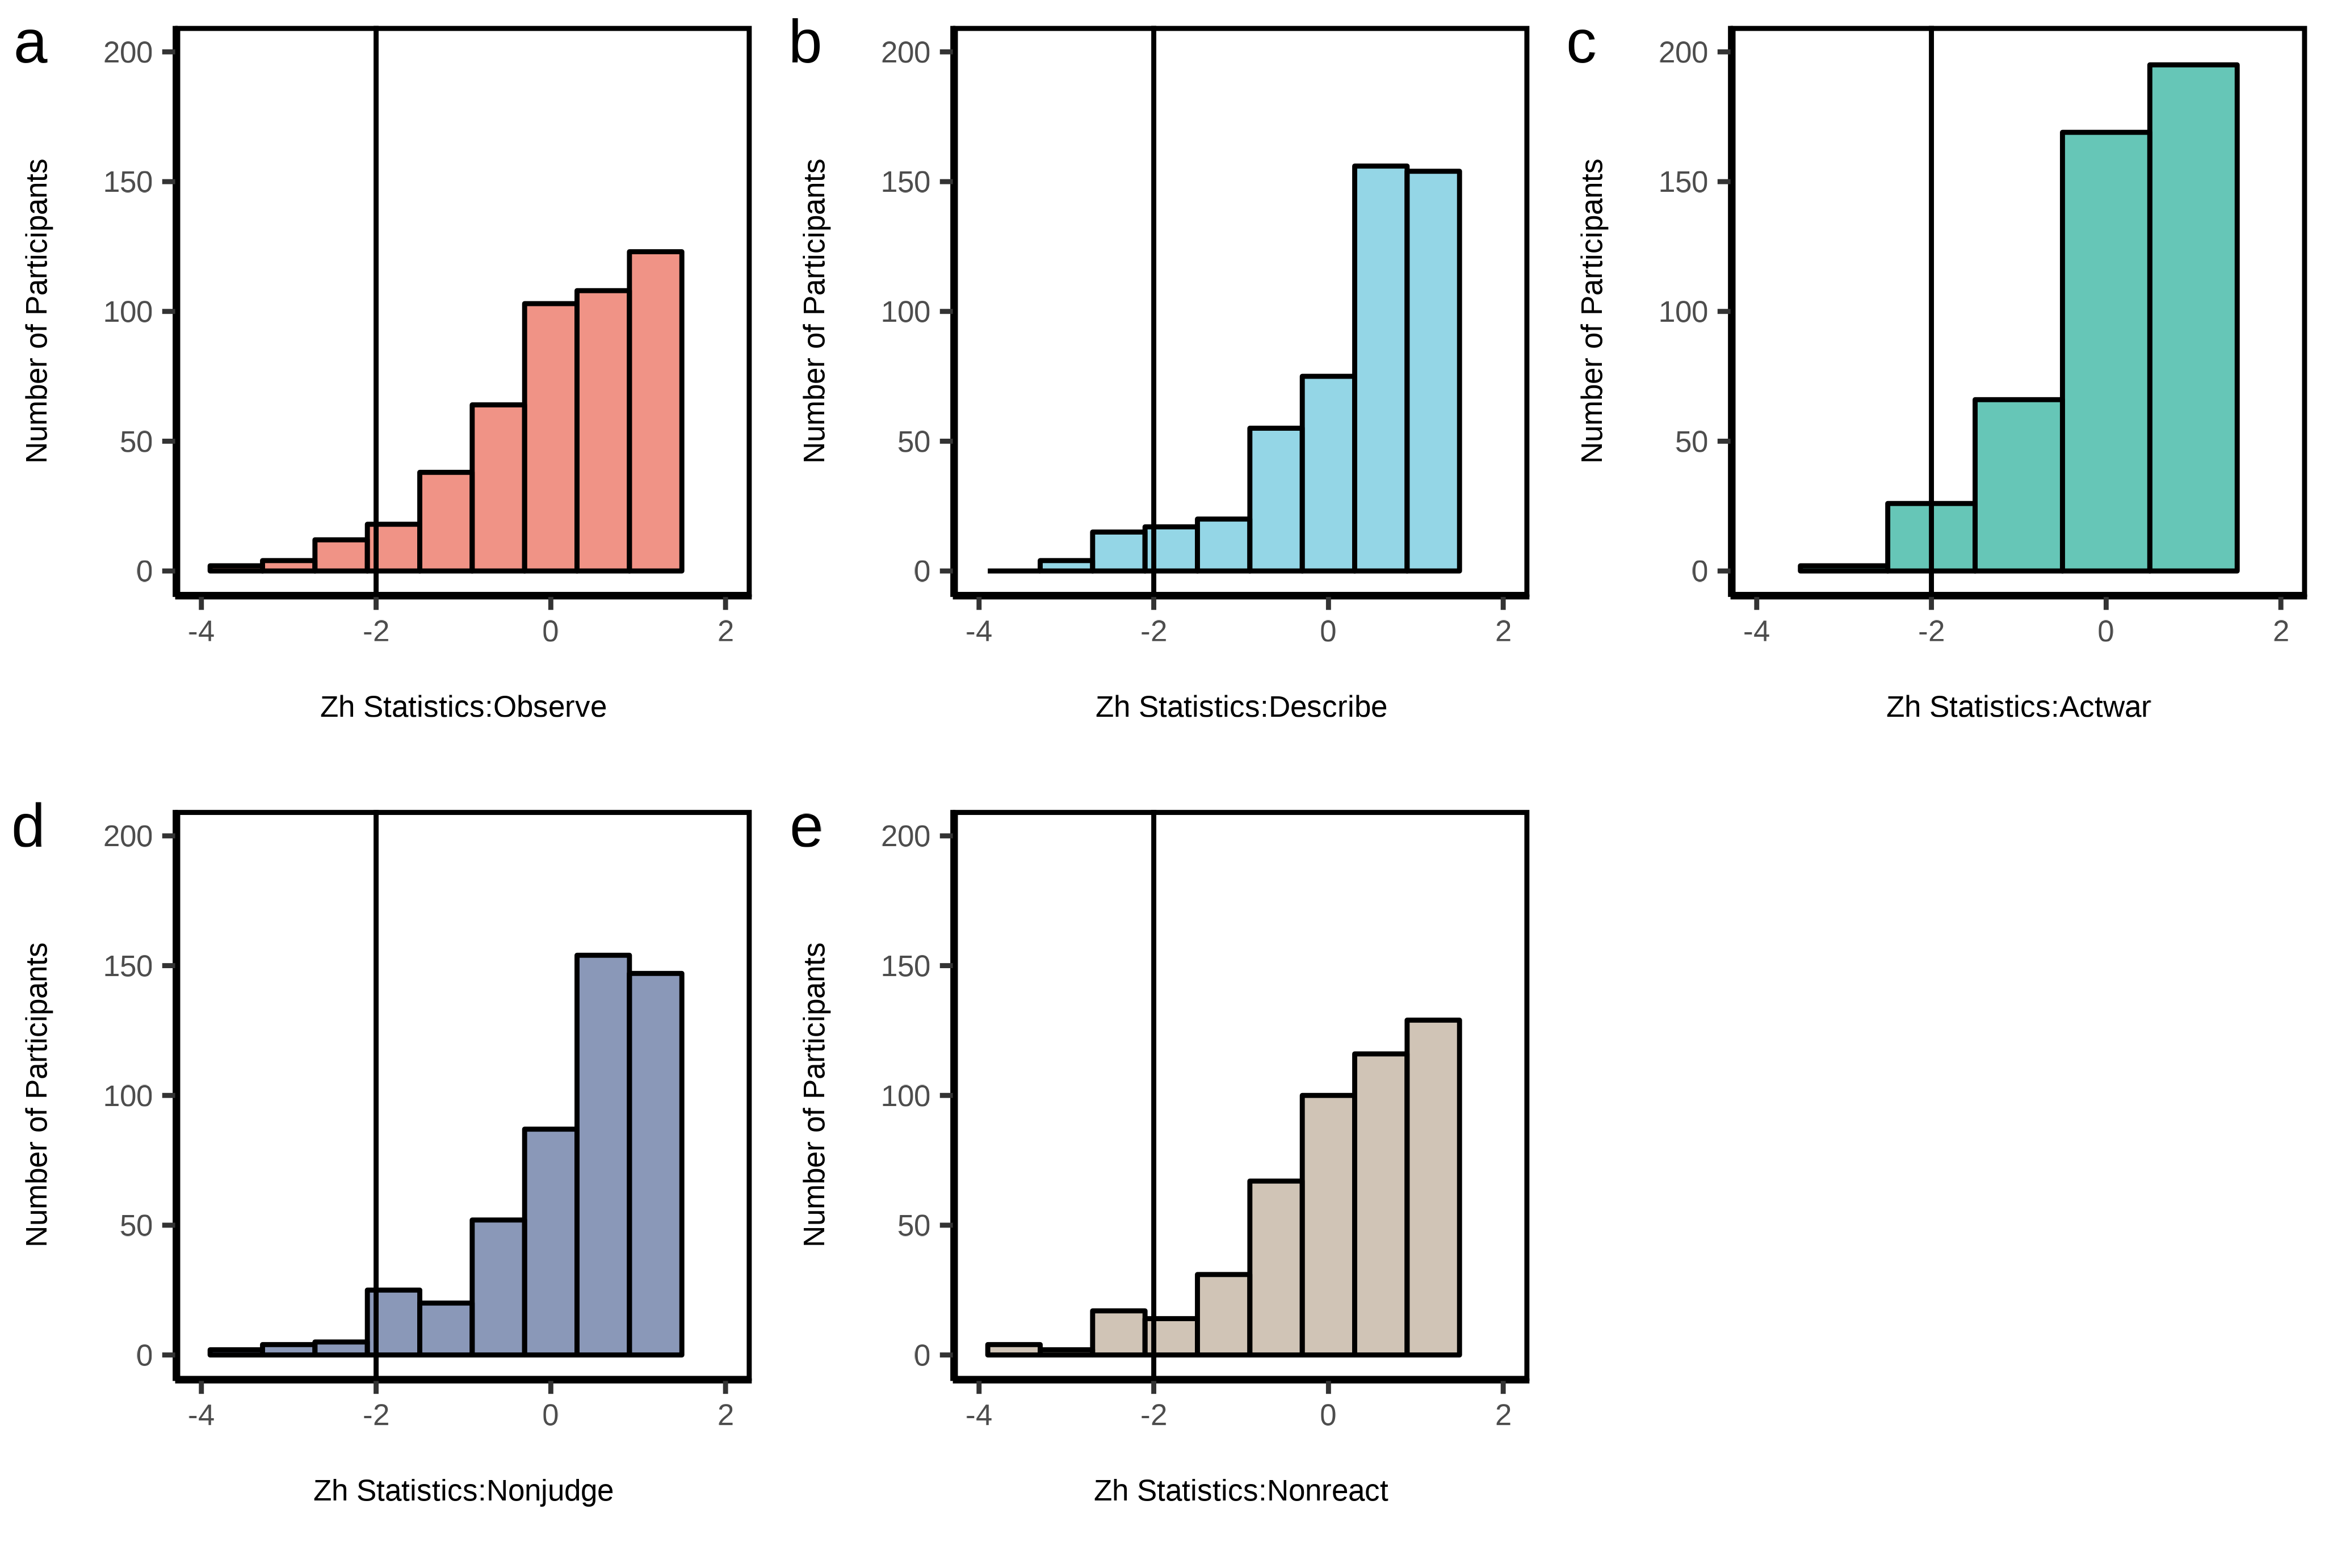 a
200
150
100
50
0
Number of Participants
-4 -2 0 2
Zh Statistics:Observe
b
200
150
100
50
0
Number of Participants
-4 -2 0 2
Zh Statistics:Describe
c
200
150
100
50
0
Number of Participants
-4 -2 0 2
Zh Statistics:Actwar
d
200
150
100
50
0
Number of Participants
-4 -2 0 2
Zh Statistics:Nonjudge
e
200
150
100
50
0
Number of Participants
-4 -2 0 2
Zh Statistics:Nonreact